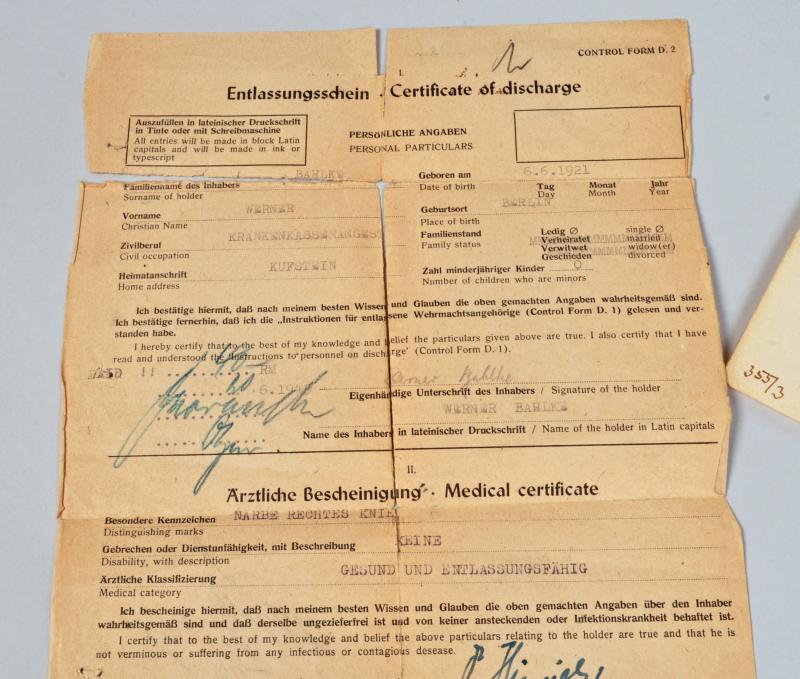 CONTROL FORM D. 2
I.
Entlassungsschein · Certificate of discharge
Auszufüllen in lateinischer Druckschrift
in Tinte oder mit Schreibmaschine
All entries will be made in block Latin
capitals and will be made in ink or
typescript
PERSÖNLICHE ANGABEN
PERSONAL PARTICULARS
BAHLKE
Familienname des Inhabers
Surname of holder
WERNER
Vorname
Christian Name
KRANKENKASSENANGEST
Zivilberuf
Civil occupation
KUFSTEIN
Heimatanschrift
Home address
Geboren am 6.6.1921
Date of birth Tag Monat Jahr
Day Month Year
Geburtsort BERLIN
Place of birth
Familienstand
Family status
Ledig Ø single Ø
Verheiratet married
Verwitwet widow(er)
Geschieden divorced
Zahl minderjähriger Kinder 0
Number of children who are minors
Ich bestätige hiermit, daß nach meinem besten Wissen und Glauben die oben gemachten Angaben wahrheitsgemäß sind.
Ich bestätige fernerhin, daß ich die „Instruktionen für entlassene Wehrmachtsangehörige (Control Form D. 1) gelesen und ver-
standen habe.
I hereby certify that to the best of my knowledge and belief the particulars given above are true. I also certify that I have
read and understood the "Instructions to personnel on discharge' (Control Form D. 1).
RM
Werner Bahlke
Eigenhändige Unterschrift des Inhabers / Signature of the holder
WERNER BAHLKE
Name des Inhabers in lateinischer Druckschrift / Name of the holder in Latin capitals
II.
Ärztliche Bescheinigung · Medical certificate
Besondere Kennzeichen NARBE RECHTES KNIE
Distinguishing marks
Gebrechen oder Dienstunfähigkeit, mit Beschreibung KEINE
Disability, with description
Ärztliche Klassifizierung GESUND UND ENTLASSUNGSFÄHIG
Medical category
Ich bescheinige hiermit, daß nach meinem besten Wissen und Glauben die oben gemachten Angaben über den Inhaber
wahrheitsgemäß sind und daß derselbe ungezieferfrei ist und von keiner ansteckenden oder Infektionskrankheit behaftet ist.
I certify that to the best of my knowledge and belief the above particulars relating to the holder are true and that he is
not verminous or suffering from any infectious or contagious disease.
355/3